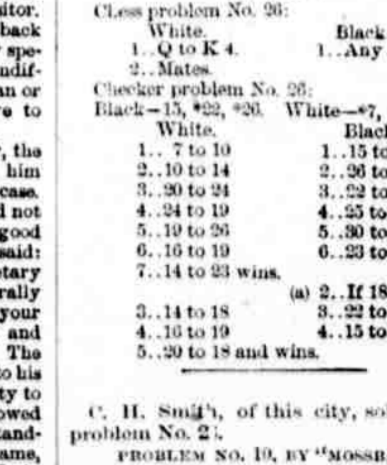 sitor.
back
spe-
ndif-
an or
e to
, the
him
case.
d not
good
said:
etary
rally
your
and
The
to his
ty to
owed
tand-
ame,
Chess problem No. 26:
White. Black
1..Q to K 4. 1..Any
2..Mates.
Checker problem No. 26:
Black—15, *22, *26. White—*7,
White. Black
1.. 7 to 10 1..15 to
2..10 to 14 2..26 to
3..20 to 24 3..22 to
4..24 to 19 4..25 to
5..19 to 26 5..30 to
6..16 to 19 6..23 to
7..14 to 23 wins.
(a) 2..If 18
3..14 to 18 3..22 to
4..16 to 19 4..15 to
5..20 to 18 and wins.
C. H. Smith, of this city, sol
problem No. 
PROBLEM NO. 10, BY "MOSSB